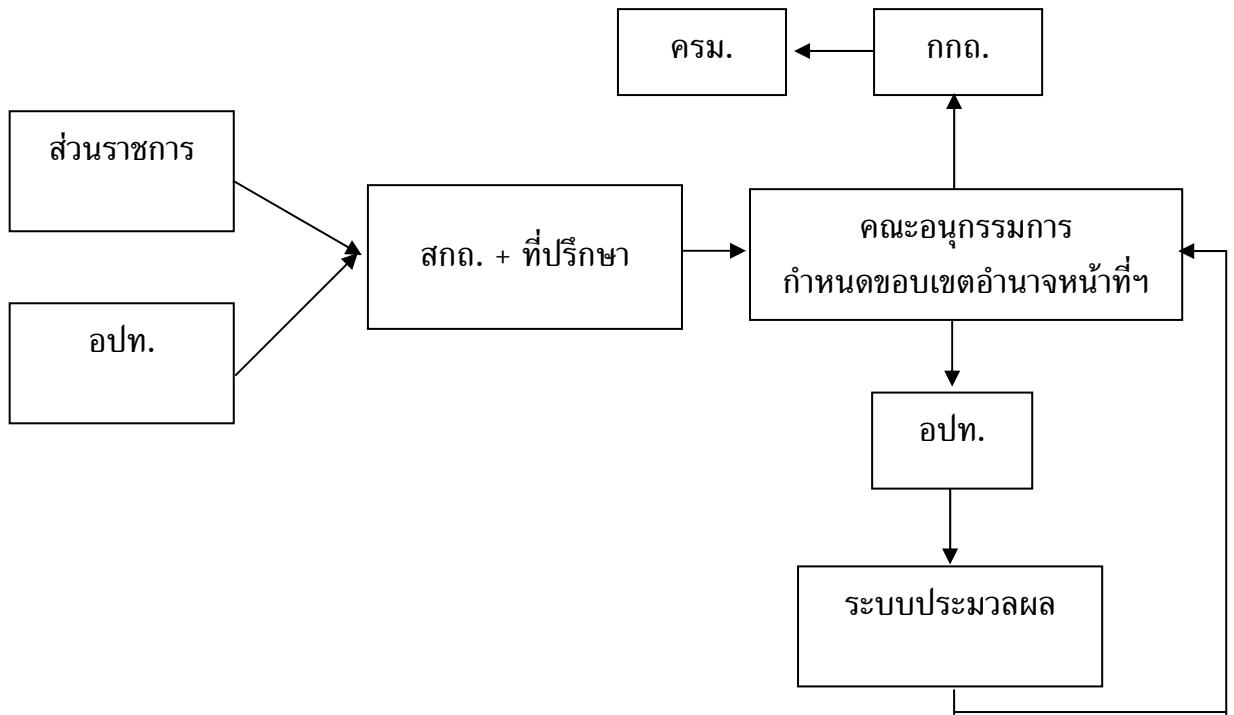 ครม.
กกถ.
ส่วนราชการ
สกถ. + ที่ปรึกษา
คณะอนุกรรมการ
กำหนดขอบเขตอำนาจหน้าที่ฯ
อปท.
อปท.
ระบบประมวลผล